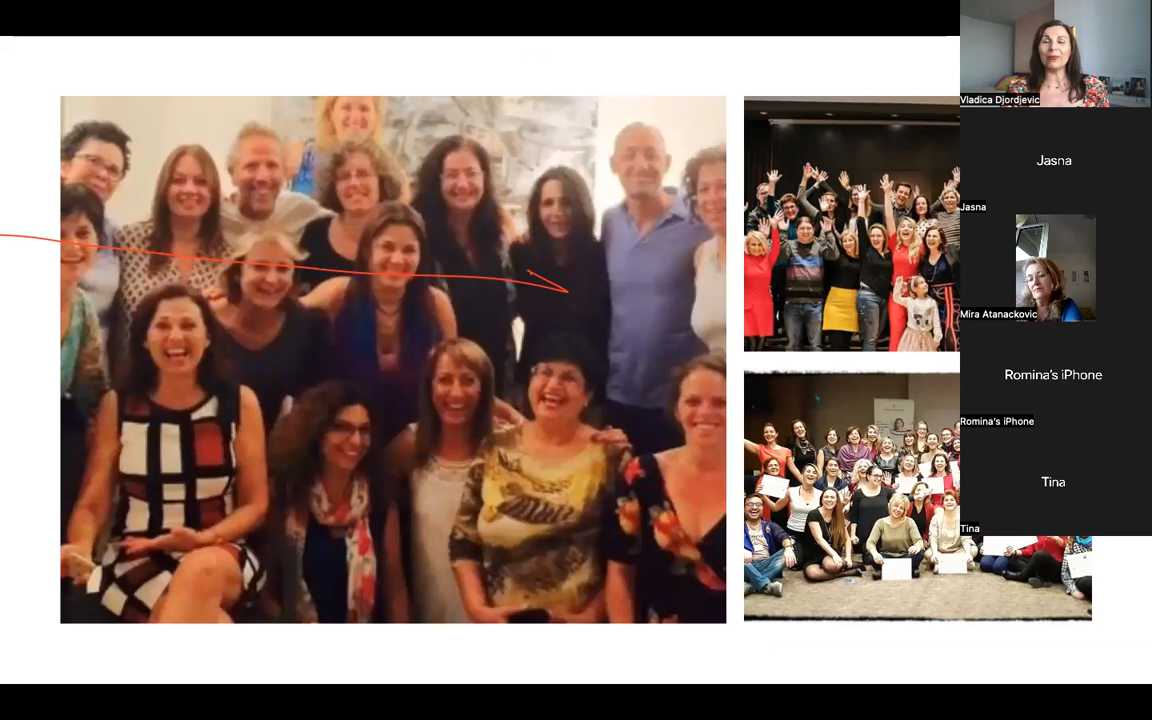 Vladica Djordjevic
Jasna
Jasna
Mira Atanackovic
Romina's iPhone
Romina's iPhone
Tina
Tina